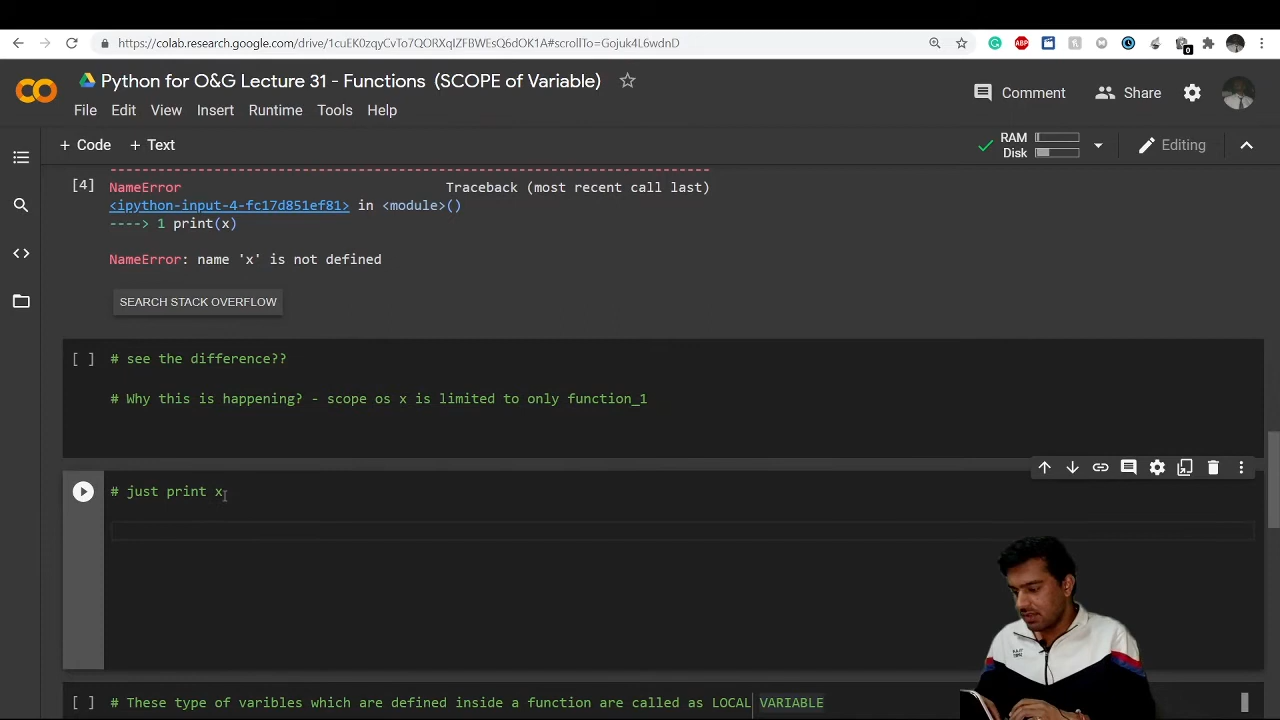 https://colab.research.google.com/drive/1cuEK0zqyCvTo7QQRXqIZFBWEsQ6dOK1A#scrollTo=Gojuk4L6wdnD
ABP
0
CO
Python for O&G Lecture 31 - Functions (SCOPE of Variable)
File Edit View Insert Runtime Tools Help
Comment Share
+ Code + Text
RAM
Disk
Editing
[4] NameError Traceback (most recent call last)
<ipython-input-4-fc17d851ef81> in <module>()
----> 1 print(x)
NameError: name 'x' is not defined
SEARCH STACK OVERFLOW
[ ] # see the difference??
# Why this is happening? - scope os x is limited to only function_1
# just print x
[ ] # These type of varibles which are defined inside a function are called as LOCAL VARIABLE